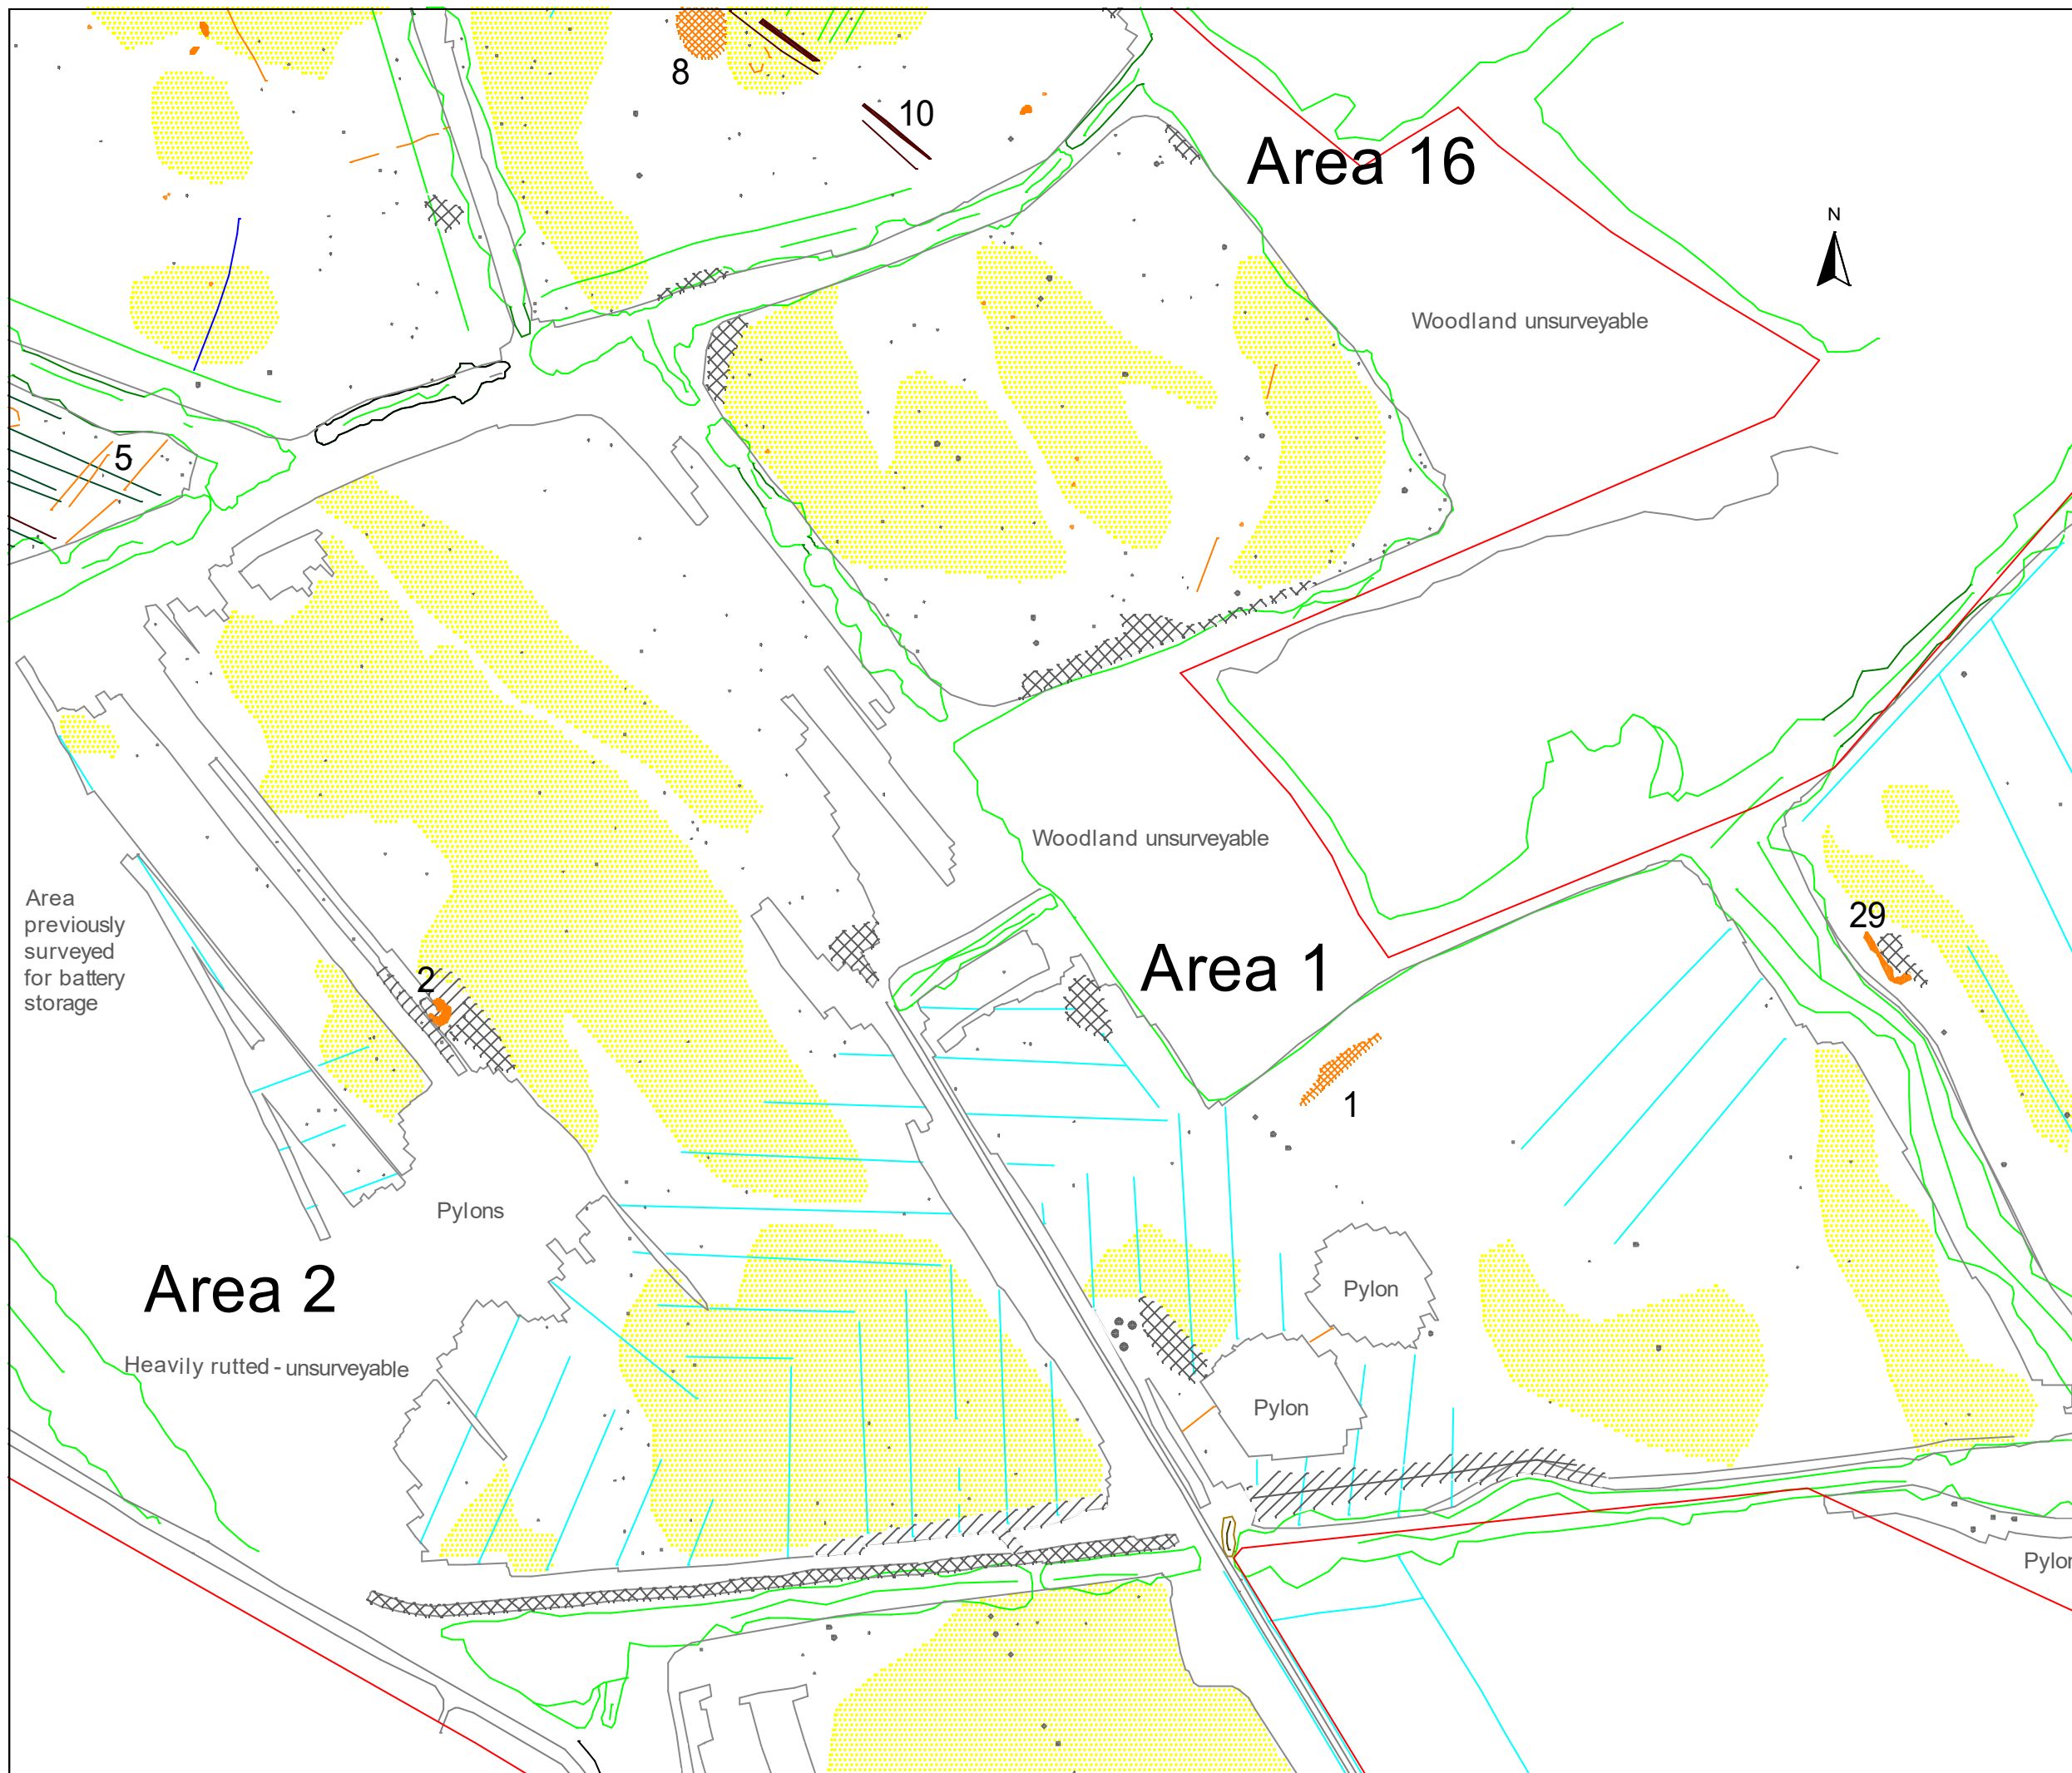 8
10
Area 16
N
Woodland unsurveyable
5
Woodland unsurveyable
Area
previously
surveyed
for battery
storage
29
2
Area 1
1
Pylons
Area 2
Pylon
Heavily rutted - unsurveyable
Pylon
Pylon